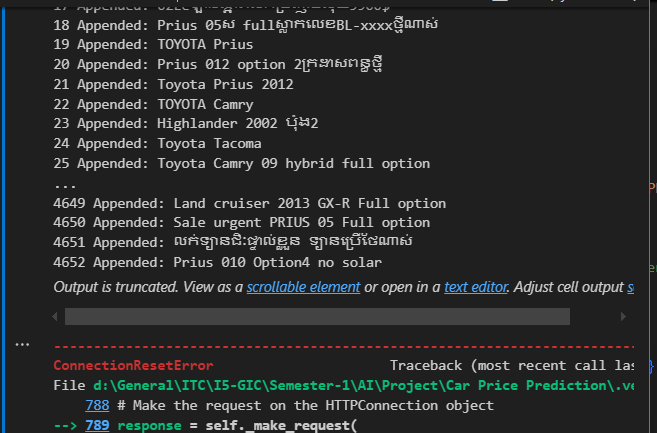 18 Appended: Prius 05ស fullស្លាកលេខBL-xxxxថ្មីណាស់
19 Appended: TOYOTA Prius
20 Appended: Prius 012 option 2ក្រដាសពន្ធថ្មី
21 Appended: Toyota Prius 2012
22 Appended: TOYOTA Camry
23 Appended: Highlander 2002 ប៉ុង2
24 Appended: Toyota Tacoma
25 Appended: Toyota Camry 09 hybrid full option
...
4649 Appended: Land cruiser 2013 GX-R Full option
4650 Appended: Sale urgent PRIUS 05 Full option
4651 Appended: លក់ឡានជិះផ្ទាល់ខ្លួន ឡានប្រើថែណាស់
4652 Appended: Prius 010 Option4 no solar
Output is truncated. View as a scrollable element or open in a text editor. Adjust cell output
...
ConnectionResetError Traceback (most recent call
File d:\General\ITC\I5-GIC\Semester-1\AI\Project\Car Price Prediction\.ve
788 # Make the request on the HTTPConnection object
--> 789 response = self._make_request(